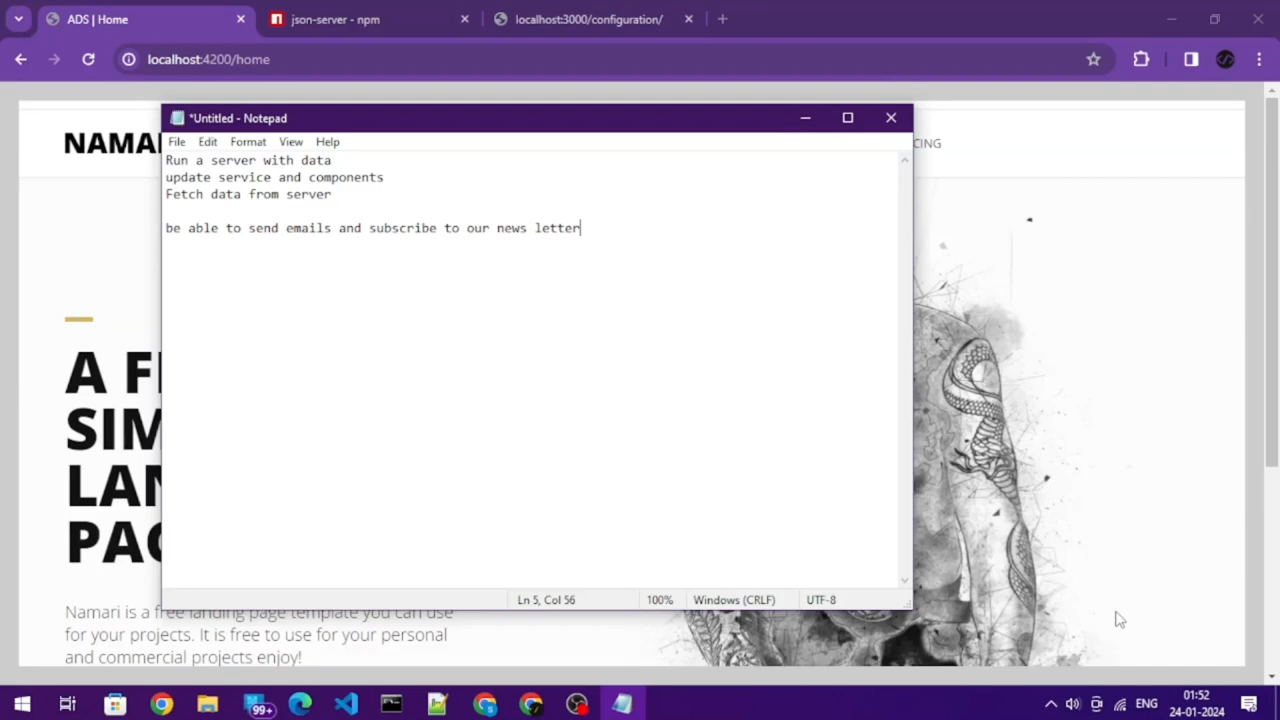 ADS | Home
json-server - npm
localhost:3000/configuration/
localhost:4200/home
*Untitled - Notepad
File Edit Format View Help
Run a server with data
update service and components
Fetch data from server
be able to send emails and subscribe to our news letter
Ln 5, Col 56 100% Windows (CRLF) UTF-8
NAMA
CING
A F
SIM
LAN
PAG
Namari is a free landing page template you can use
for your projects. It is free to use for your personal
and commercial projects enjoy!
99+
ENG
01:52
24-01-2024